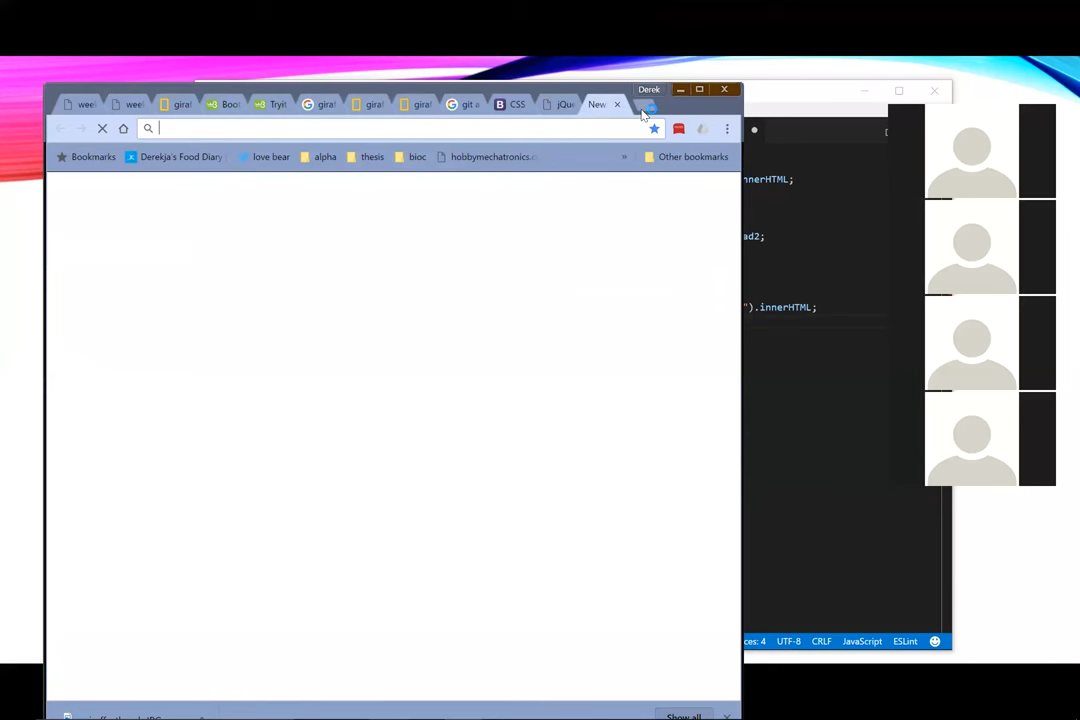 Derek
weel
weel
giraf
Boot
Tryit
giraf
giraf
giraf
git a
CSS
jQue
New
Bookmarks
Derekja's Food Diary
love bear
alpha
thesis
bioc
hobbymechatronics.c
»
Other bookmarks
nnerHTML;
ad2;
").innerHTML;
ces: 4
UTF-8
CRLF
JavaScript
ESLint
Show all